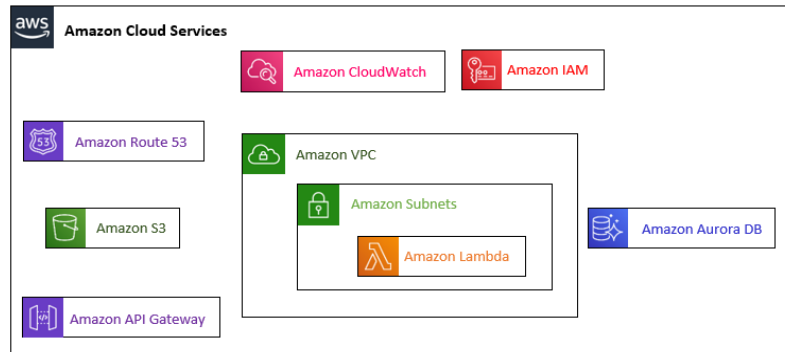 aws
Amazon Cloud Services
Amazon CloudWatch
Amazon IAM
53
Amazon Route 53
Amazon VPC
Amazon Subnets
Amazon S3
Amazon Aurora DB
Amazon Lambda
Amazon API Gateway